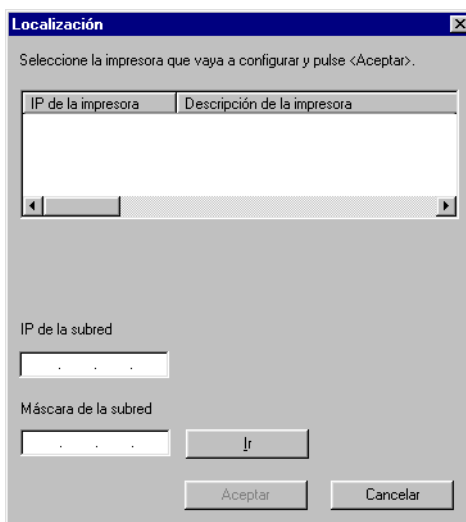 Localización
Seleccione la impresora que vaya a configurar y pulse <Aceptar>.
IP de la impresora Descripción de la impresora
IP de la subred
. . .
Máscara de la subred
. . . Ir
Aceptar Cancelar